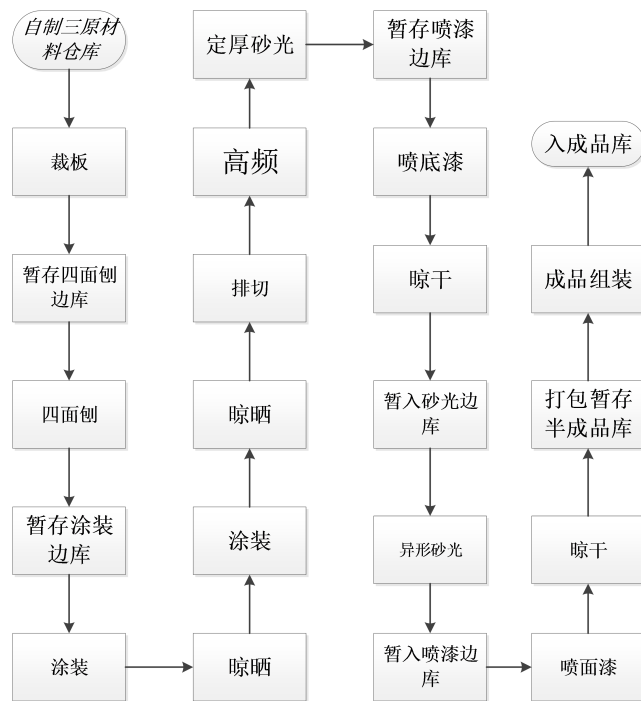 自制三原材
料仓库
裁板
暂存四面刨
边库
四面刨
暂存涂装
边库
涂装
晾晒
涂装
晾晒
排切
高频
定厚砂光
暂存喷漆
边库
喷底漆
晾干
暂入砂光边
库
异形砂光
暂入喷漆边
库
喷面漆
晾干
打包暂存
半成品库
成品组装
入成品库